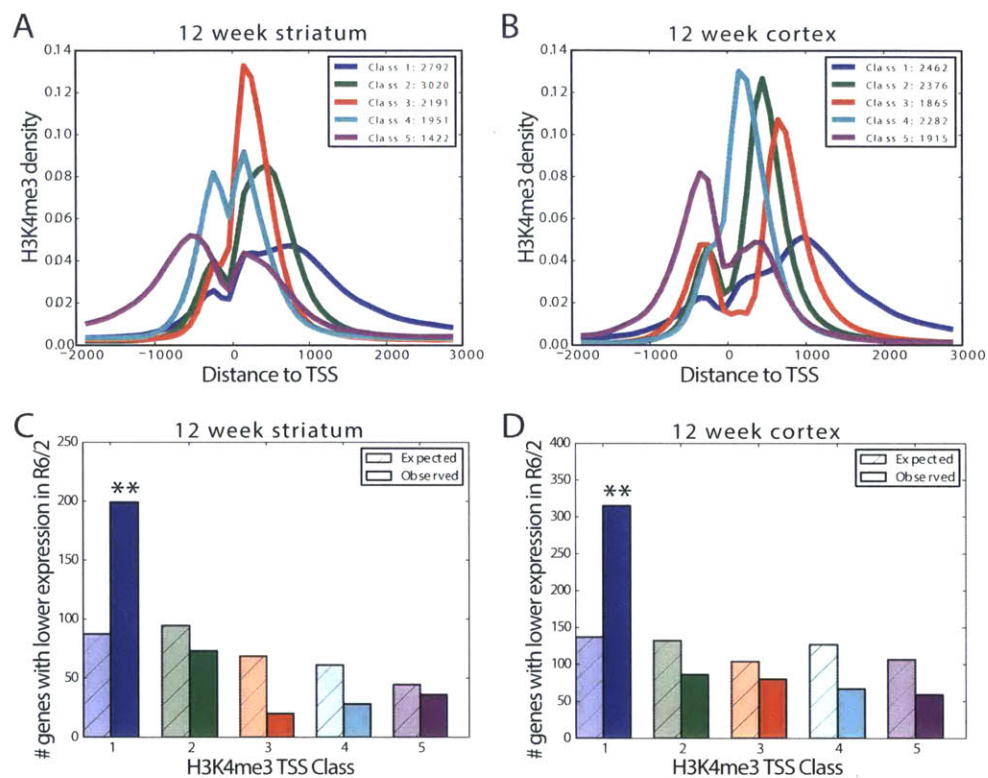 A
12 week striatum
H3K4me3 density
0.14
0.12
0.10
0.08
0.06
0.04
0.02
0.00
Class 1: 2792
Class 2: 3020
Class 3: 2191
Class 4: 1951
Class 5: 1422
−2000 −1000 0 1000 2000 3000
Distance to TSS
B
12 week cortex
H3K4me3 density
0.14
0.12
0.10
0.08
0.06
0.04
0.02
0.00
Class 1: 2462
Class 2: 2376
Class 3: 1865
Class 4: 2282
Class 5: 1915
−2000 −1000 0 1000 2000 3000
Distance to TSS
C
12 week striatum
# genes with lower expression in R6/2
250
200
150
100
50
0
Expected
Observed
**
1 2 3 4 5
H3K4me3 TSS Class
D
12 week cortex
# genes with lower expression in R6/2
400
350
300
250
200
150
100
50
0
Expected
Observed
**
1 2 3 4 5
H3K4me3 TSS Class